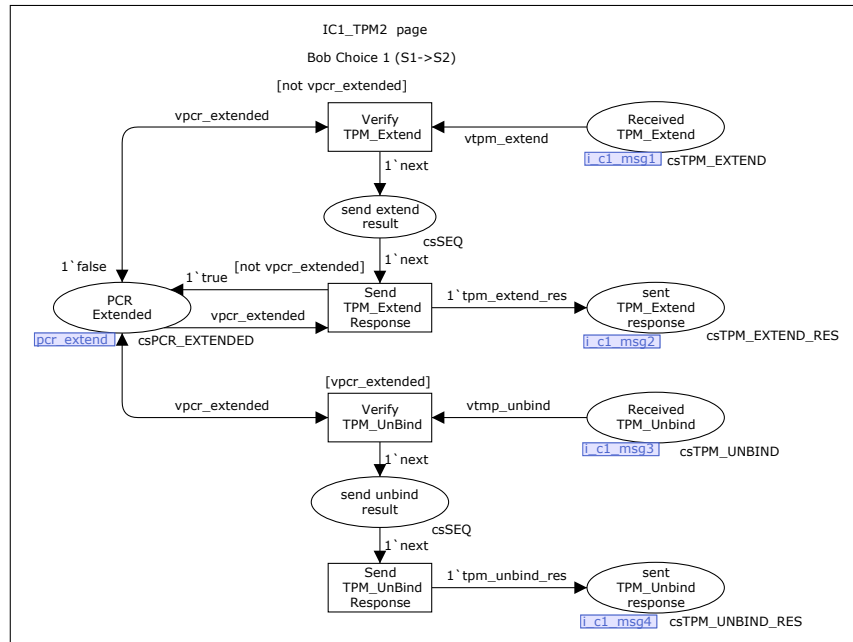 IC1_TPM2 page
Bob Choice 1 (S1->S2)
[not vpcr_extended]
vpcr_extended
Verify
TPM_Extend
vtpm_extend
Received
TPM_Extend
i_c1_msg1
csTPM_EXTEND
1`next
send extend
result
csSEQ
1`next
1`false
[not vpcr_extended]
1`true
PCR
Extended
vpcr_extended
pcr_extend
csPCR_EXTENDED
Send
TPM_Extend
Response
1`tpm_extend_res
sent
TPM_Extend
response
i_c1_msg2
csTPM_EXTEND_RES
[vpcr_extended]
vpcr_extended
Verify
TPM_UnBind
vtmp_unbind
Received
TPM_Unbind
i_c1_msg3
csTPM_UNBIND
1`next
send unbind
result
csSEQ
1`next
Send
TPM_UnBind
Response
1`tpm_unbind_res
sent
TPM_Unbind
response
i_c1_msg4
csTPM_UNBIND_RES